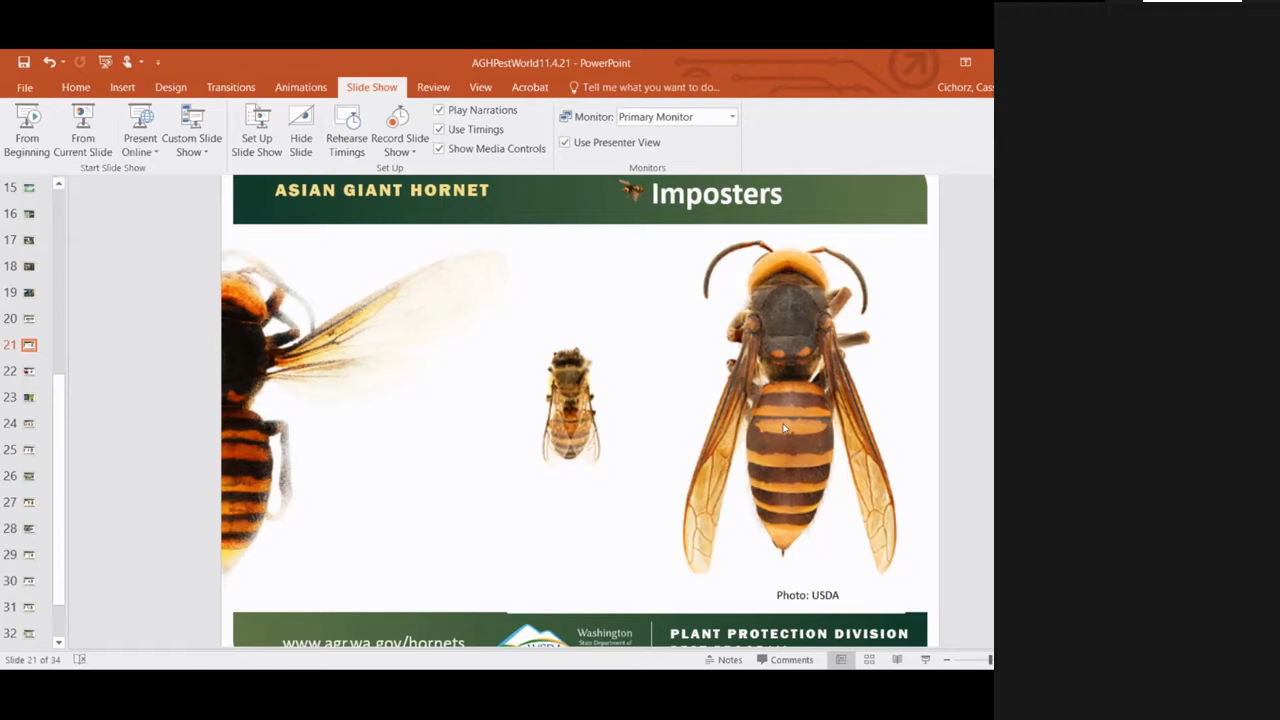 AGHPestWorld11.4.21 - PowerPoint
File Home Insert Design Transitions Animations Slide Show Review View Acrobat Tell me what you want to do... Cichorz, Cass
From Beginning
From Current Slide
Present Online
Custom Slide Show
Start Slide Show
Set Up Slide Show
Hide Slide
Rehearse Timings
Record Slide Show
Play Narrations
Use Timings
Show Media Controls
Set Up
Monitor: Primary Monitor
Use Presenter View
Monitors
15
16
17
18
19
20
21
22
23
24
25
26
27
28
29
30
31
32
ASIAN GIANT HORNET
Imposters
Photo: USDA
www.agr.wa.gov/hornets
Washington
State Department of
PLANT PROTECTION DIVISION
Slide 21 of 34
Notes Comments